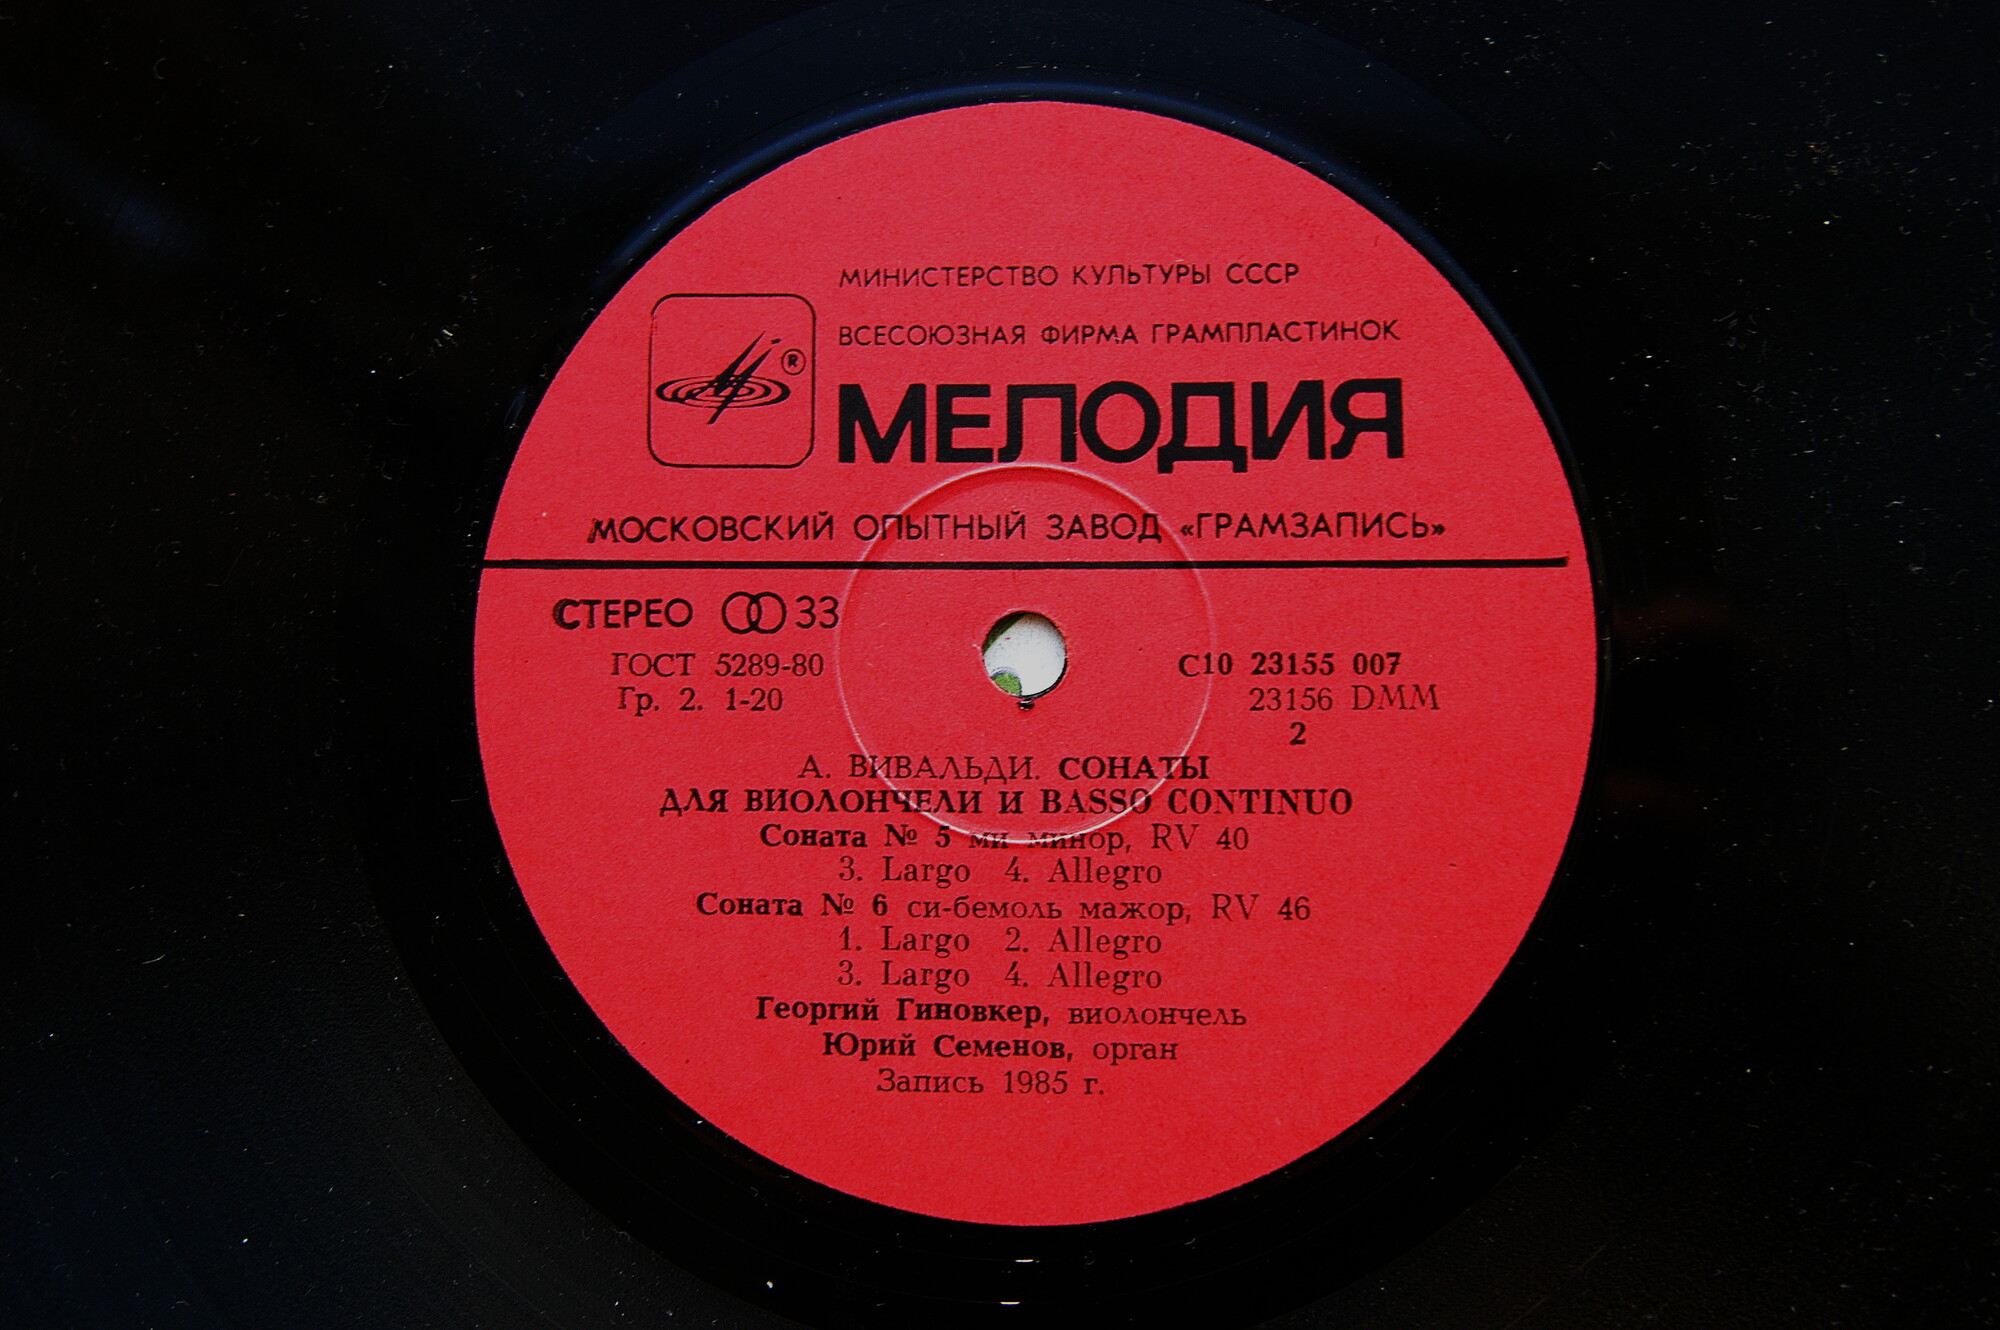 МИНИСТЕРСТВО КУЛЬТУРЫ СССР
ВСЕСОЮЗНАЯ ФИРМА ГРАМПЛАСТИНОК
®
МЕЛОДИЯ
МОСКОВСКИЙ ОПЫТНЫЙ ЗАВОД «ГРАМЗАПИСЬ»
СТЕРЕО 33
ГОСТ 5289-80 С10 23155 007
Гр. 2. 1-20 23156 DMM
2
А. ВИВАЛЬДИ. СОНАТЫ
ДЛЯ ВИОЛОНЧЕЛИ И BASSO CONTINUO
Соната № 5 ми минор, RV 40
3. Largo 4. Allegro
Соната № 6 си-бемоль мажор, RV 46
1. Largo 2. Allegro
3. Largo 4. Allegro
Георгий Гиновкер, виолончель
Юрий Семенов, орган
Запись 1985 г.